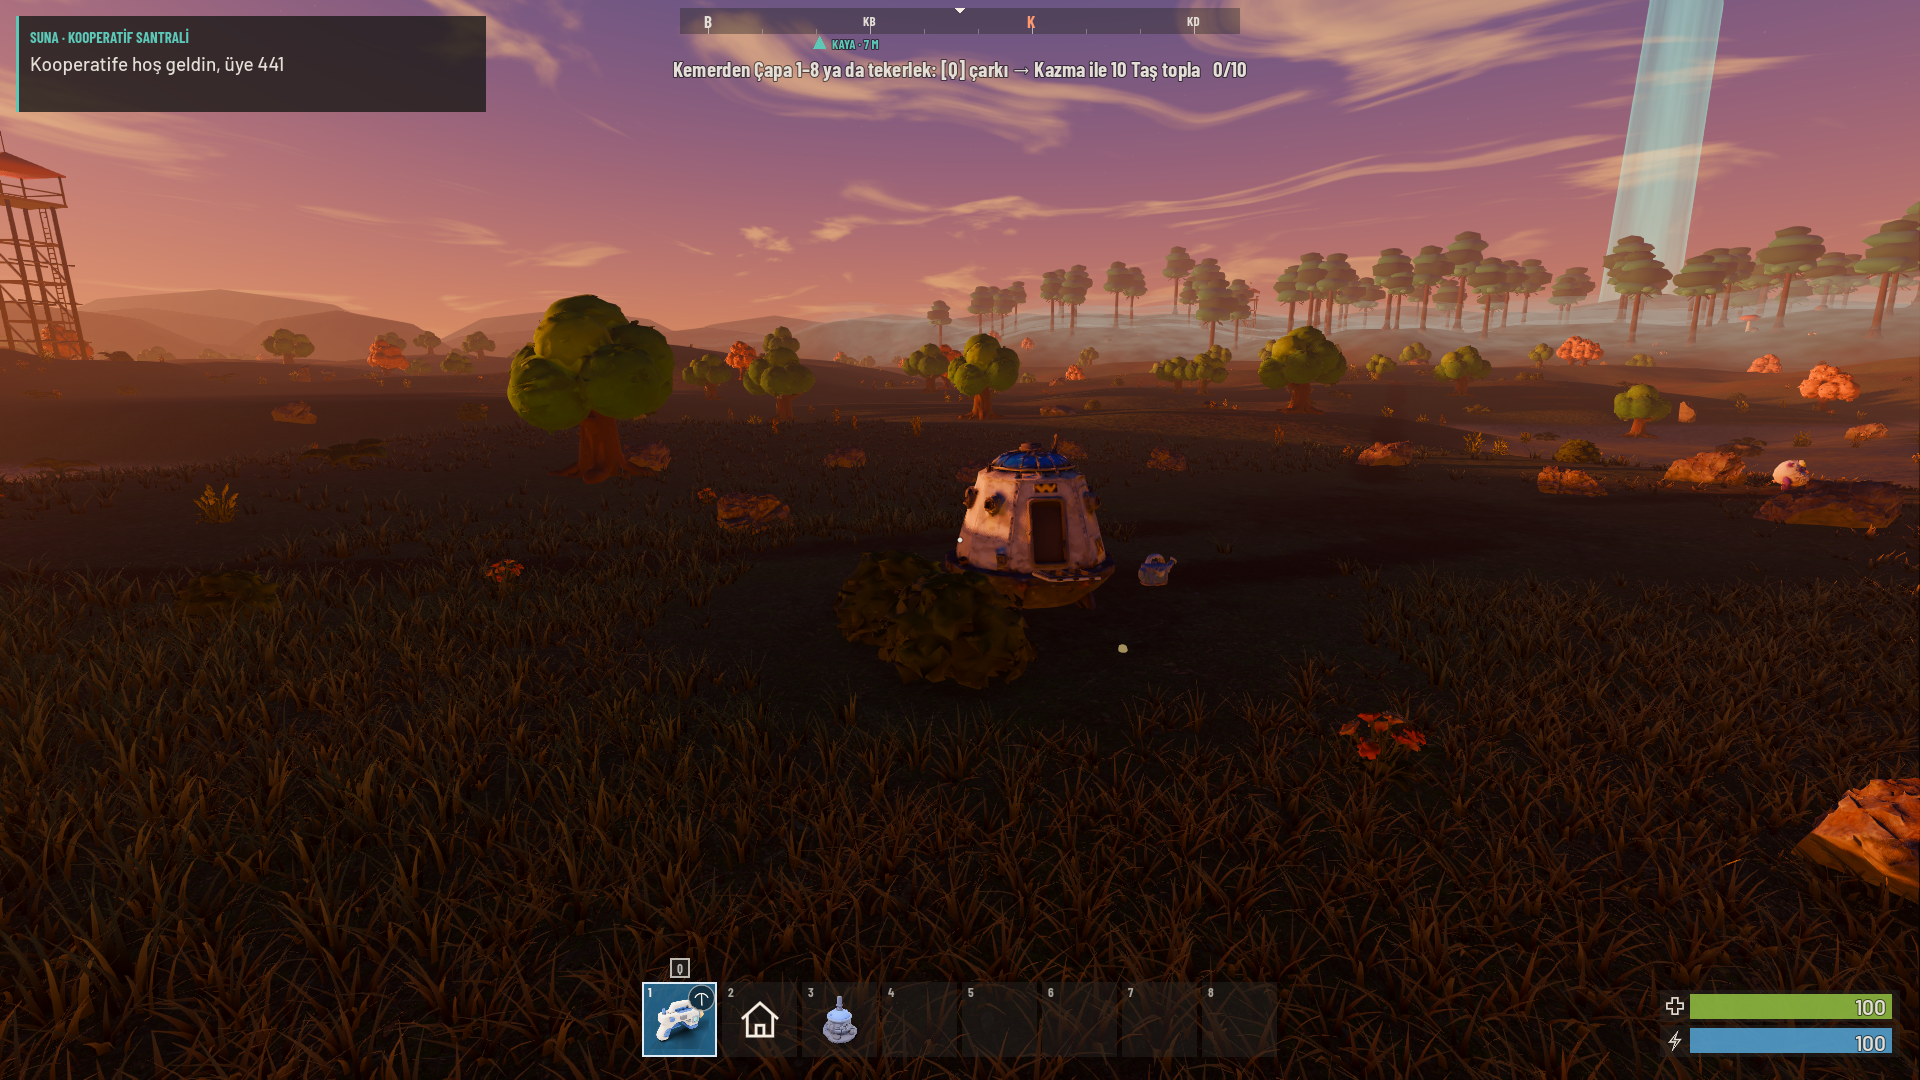 SUNA · KOOPERATİF SANTRALİ
Kooperatife hoş geldin, üye 441
B KB K KD
KAYA · 7 M
Kemerden Çapa 1-8 ya da tekerlek: [Q] çarkı → Kazma ile 10 Taş topla 0/10
Q
1 2 3 4 5 6 7 8
100
100